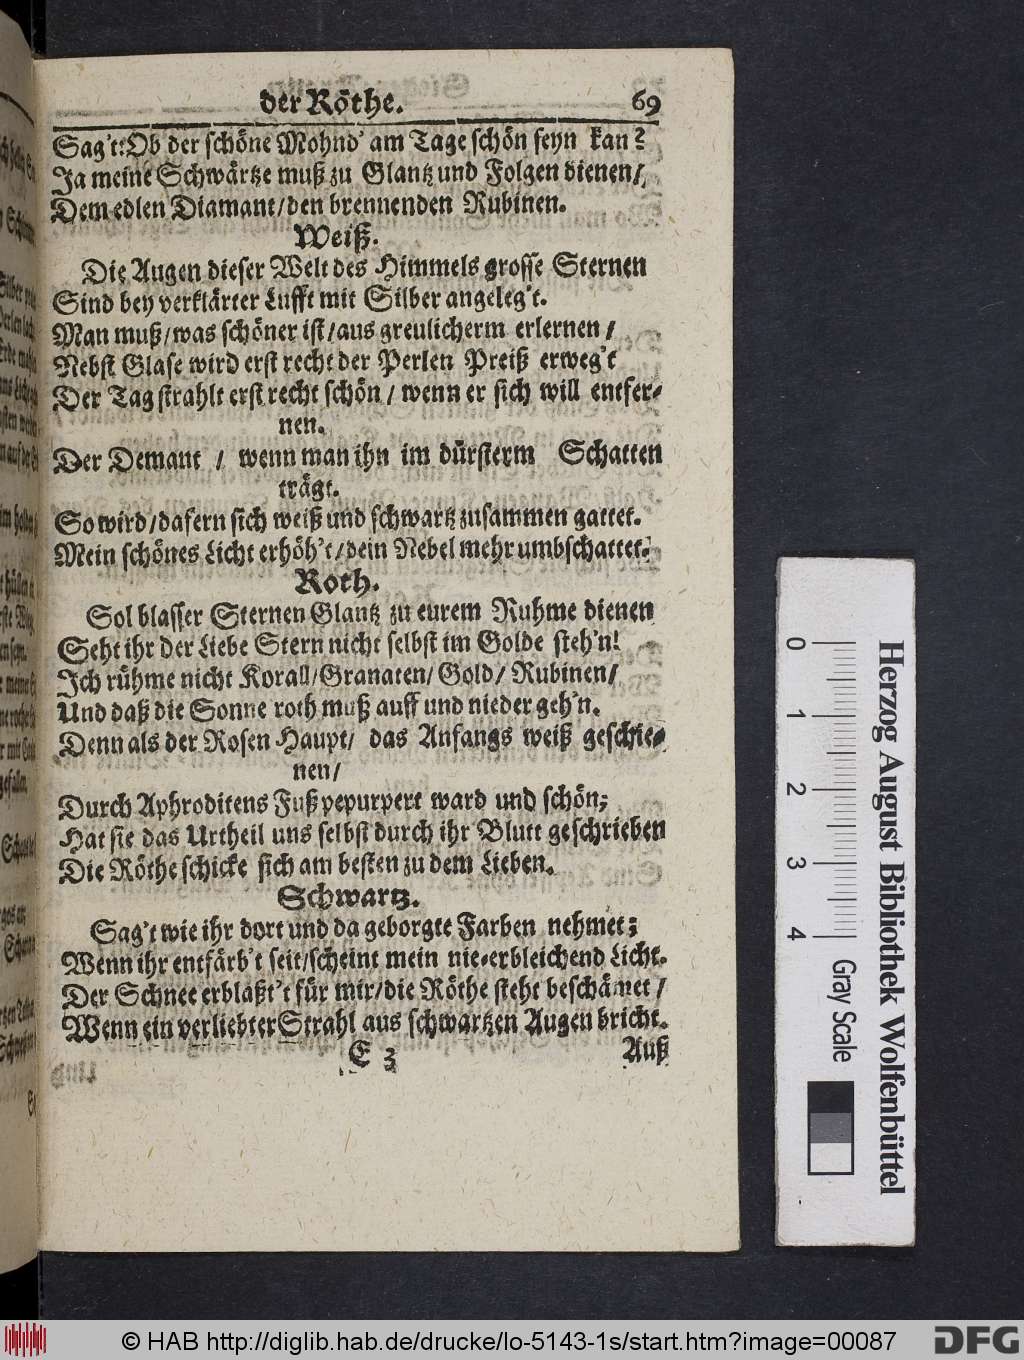 der Röthe. 69
Sag't: Ob der schöne Mohnd' am Tage schön seyn kan?
Ja meine Schwärtze muß zu Glantz und Folgen dienen/
Dem edlen Diamant/ den brennenden Rubinen.
Weiß.
Die Augen dieser Welt des Himmels grosse Sternen
Sind bey verklärter Lufft mit Silber angeleg't.
Man muß/ was schöner ist/ aus greulicherm erlernen/
Nebst Glase wird erst recht der Perlen Preiß erweg't
Der Tag strahlt erst recht schön/ wenn er sich will entfer-
nen.
Der Demant / wenn man ihn im dürsterm Schatten
trägt.
So wird/ dafern sich weiß und schwartz zusammen gattet.
Mein schönes Licht erhöh't/ dein Nebel mehr umbschattet.
Roth.
Sol blasser Sternen Glantz zu eurem Ruhme dienen
Seht ihr der Liebe Stern nicht selbst im Golde steh'n!
Ich rühme nicht Korall/ Granaten/ Gold/ Rubinen/
Und daß die Sonne roth muß auff und nieder geh'n.
Denn als der Rosen Haupt/ das Anfangs weiß geschie-
nen/
Durch Aphroditens Fuß pepurpert ward und schön;
Hat sie das Urtheil uns selbst durch ihr Blutt geschrieben
Die Röthe schicke sich am besten zu dem Lieben.
Schwartz.
Sag't wie ihr dort und da geborgte Farben nehmet;
Wenn ihr entfärb't seit/ scheint mein nie-erbleichend Licht.
Der Schnee erblaßt't für mir/ die Röthe steht beschämet/
Wenn ein verliebter Strahl aus schwartzen Augen bricht.
E 3 Auß
0 1 2 3 4
Gray Scale
Herzog August Bibliothek Wolfenbüttel
© HAB http://diglib.hab.de/drucke/lo-5143-1s/start.htm?image=00087
DFG